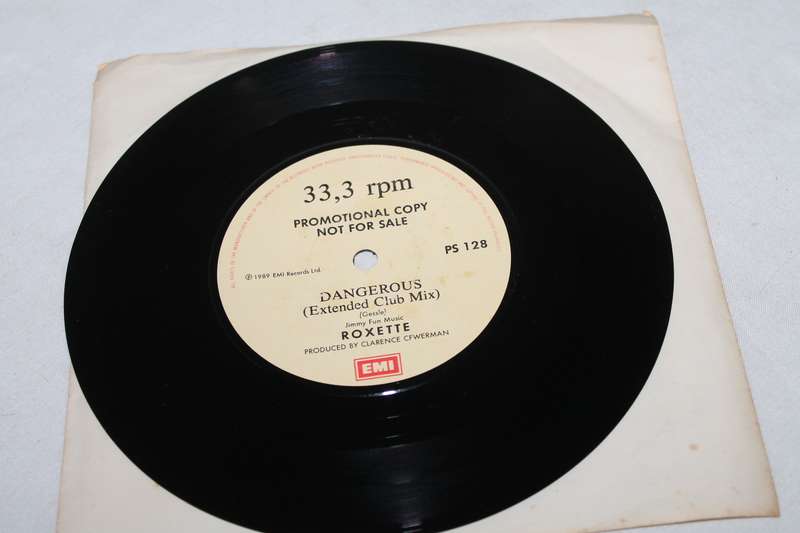 33,3 rpm
PROMOTIONAL COPY
NOT FOR SALE
PS 128
℗ 1989 EMI Records Ltd.
DANGEROUS
(Extended Club Mix)
(Gessle)
Jimmy Fun Music
ROXETTE
PRODUCED BY CLARENCE CFWERMAN
EMI